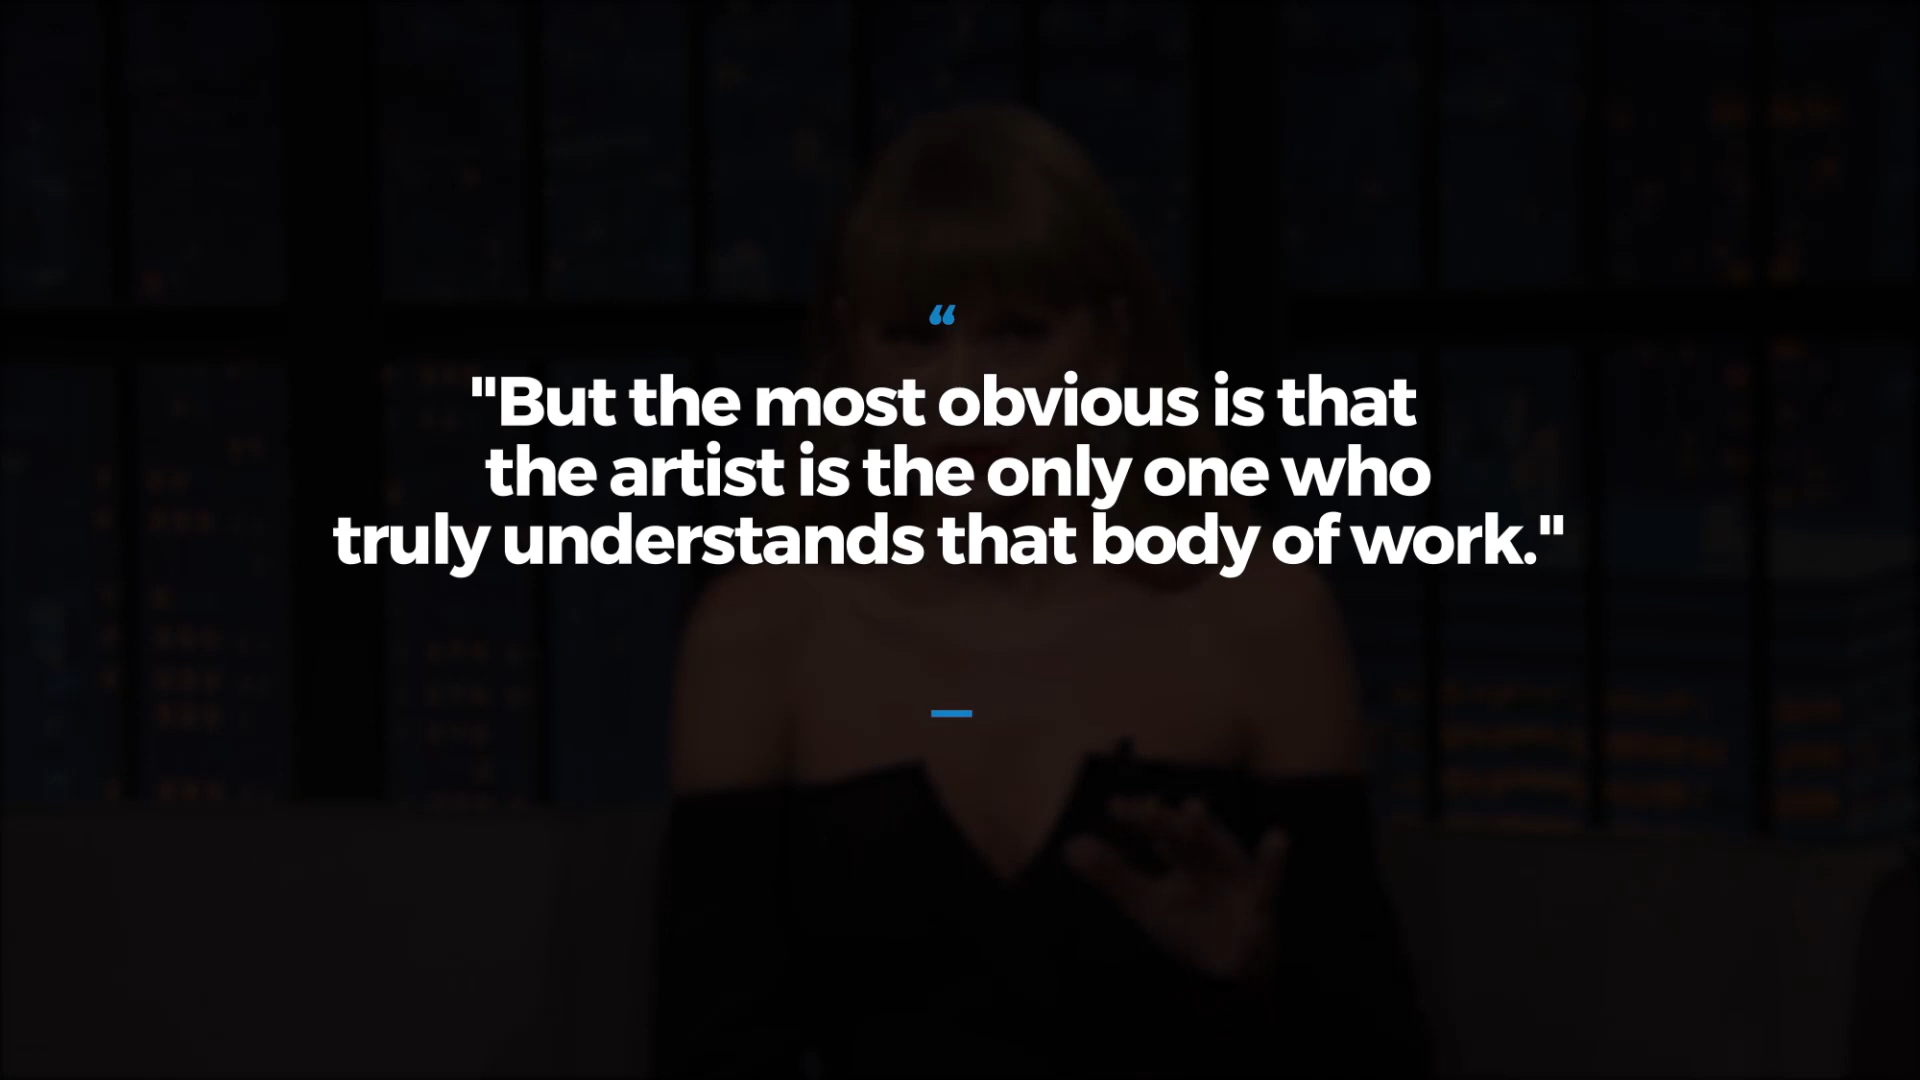 “
"But the most obvious is that
the artist is the only one who
truly understands that body of work."